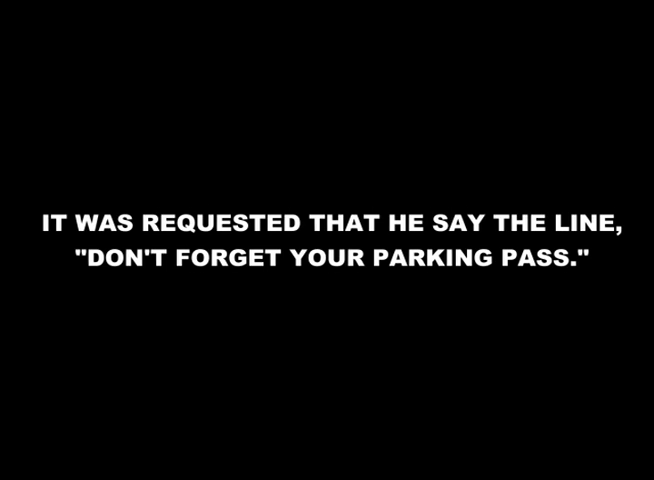 IT WAS REQUESTED THAT HE SAY THE LINE,
"DON'T FORGET YOUR PARKING PASS."